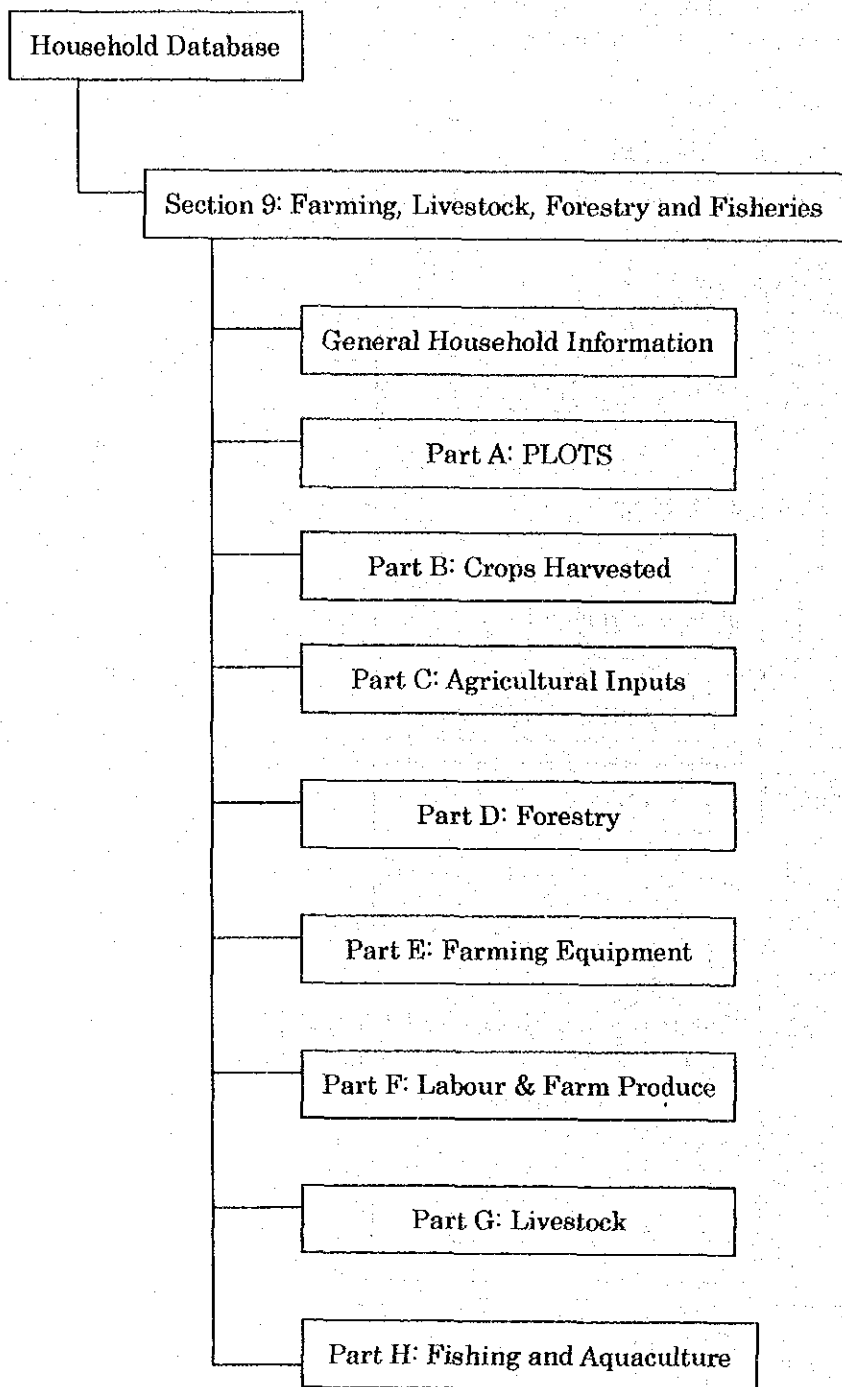 Household Database
Section 9: Farming, Livestock, Forestry and Fisheries
General Household Information
Part A: PLOTS
Part B: Crops Harvested
Part C: Agricultural Inputs
Part D: Forestry
Part E: Farming Equipment
Part F: Labour & Farm Produce
Part G: Livestock
Part H: Fishing and Aquaculture